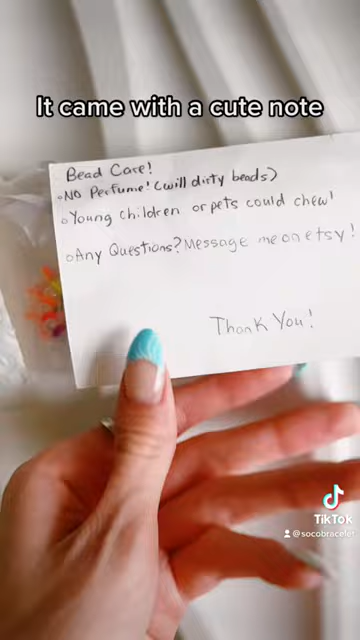 It came with a cute note
Bead Care!
◦NO Perfume! (will dirty beads)
◦Young children or pets could chew!
◦Any Questions? Message me on etsy!
Thank You!
TikTok
@socobracelet